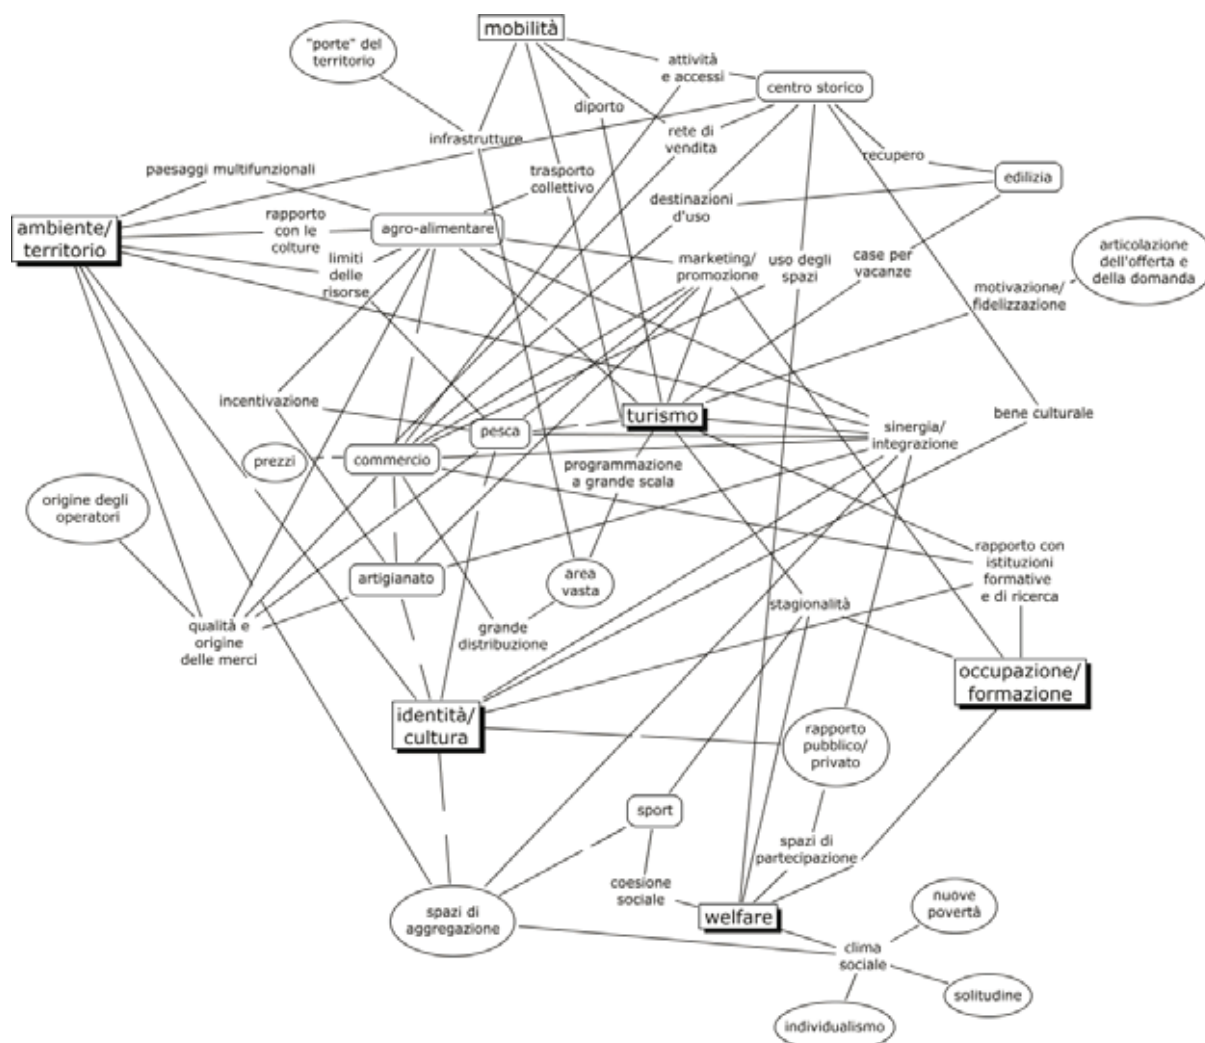 mobilità
"porte" del
territorio
attività
e accessi
centro storico
diporto
infrastrutture
rete di
vendita
recupero
paesaggi multifunzionali
trasporto
collettivo
edilizia
destinazioni
d'uso
ambiente/
territorio
rapporto
con le
colture
agro-alimentare
limiti
delle
risorse
marketing/
promozione
uso degli
spazi
case per
vacanze
articolazione
dell'offerta e
della domanda
motivazione/
fidelizzazione
incentivazione
turismo
bene culturale
pesca
sinergia/
integrazione
prezzi
commercio
programmazione
a grande scala
origine degli
operatori
rapporto con
istituzioni
formative
e di ricerca
artigianato
area
vasta
stagionalità
qualità e
origine
delle merci
grande
distribuzione
occupazione/
formazione
identità/
cultura
rapporto
pubblico/
privato
sport
spazi di
partecipazione
coesione
sociale
spazi di
aggregazione
welfare
nuove
povertà
clima
sociale
solitudine
individualismo